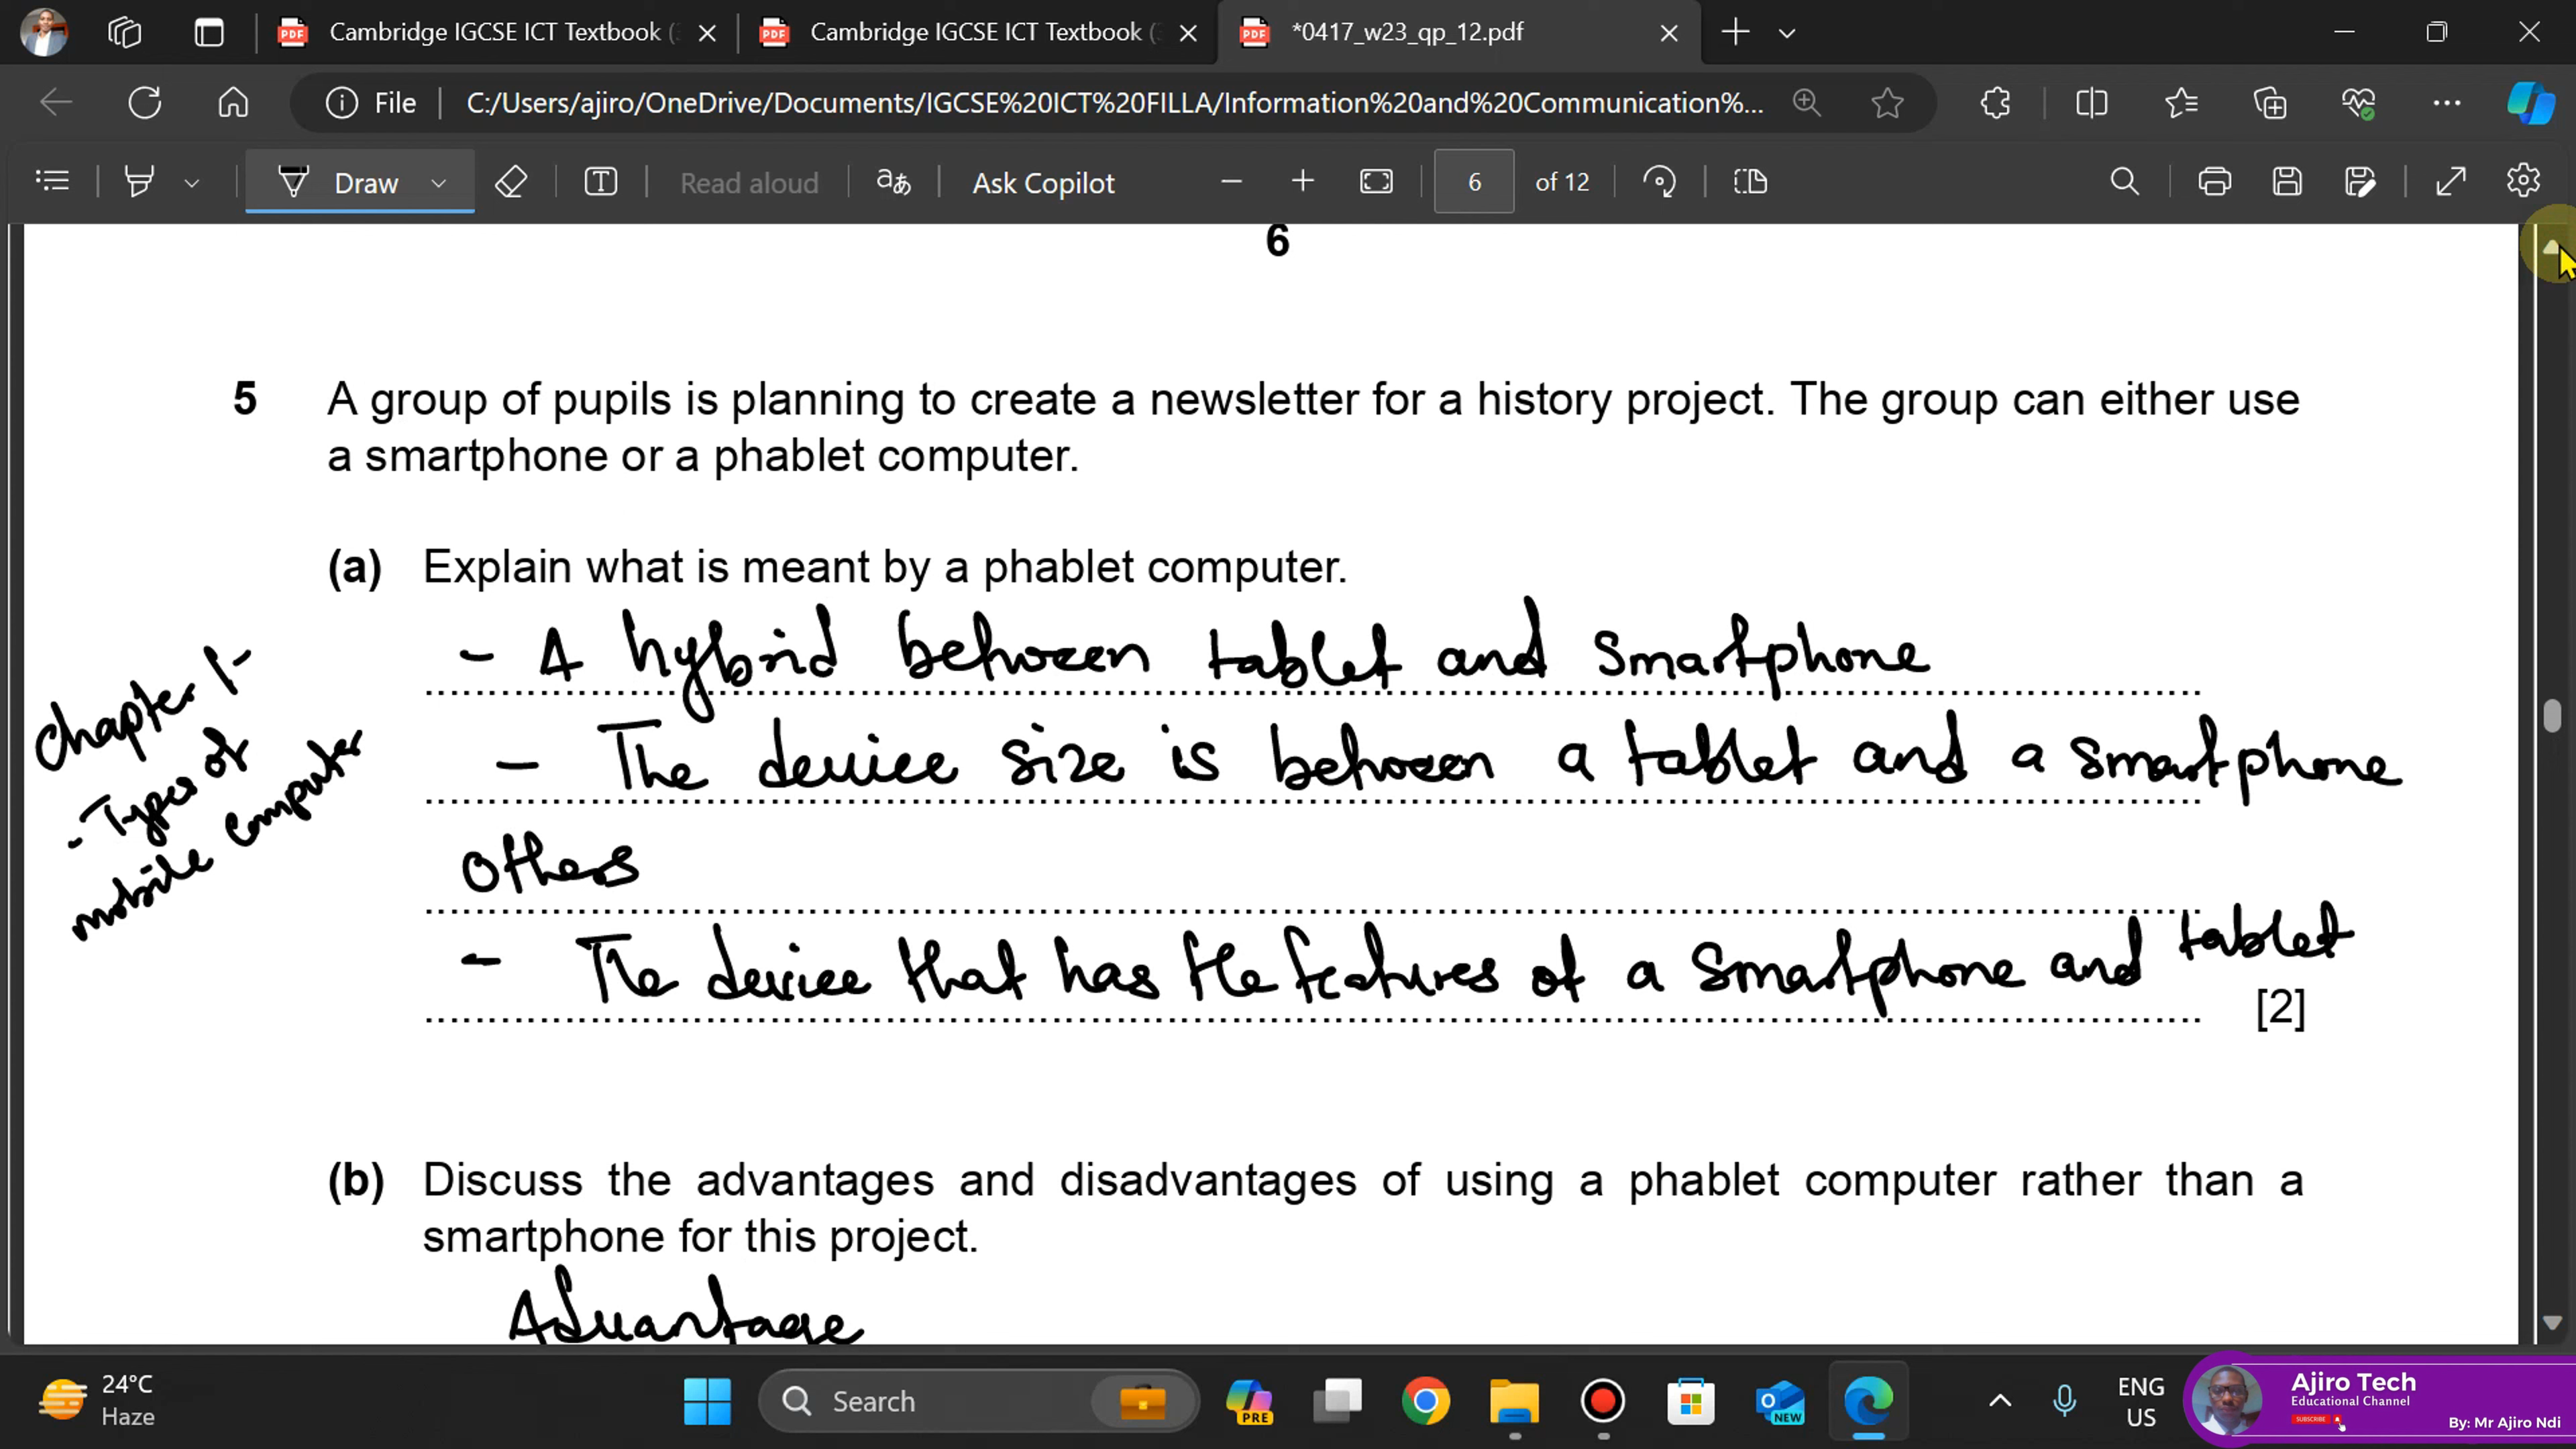 Cambridge IGCSE ICT Textbook (
Cambridge IGCSE ICT Textbook (
*0417_w23_qp_12.pdf
File
C:/Users/ajiro/OneDrive/Documents/IGCSE%20ICT%20FILLA/Information%20and%20Communication%...
Draw
Read aloud
Ask Copilot
6 of 12
6
5 A group of pupils is planning to create a newsletter for a history project. The group can either use
a smartphone or a phablet computer.
(a) Explain what is meant by a phablet computer.
- A hybrid between tablet and smartphone
- The device size is between a tablet and a smartphone
others
- The device that has the features of a smartphone and tablet
[2]
Chapter 1-
- Types of
mobile computer
(b) Discuss the advantages and disadvantages of using a phablet computer rather than a
smartphone for this project.
Advantage
24°C
Haze
Search
PRE
NEW
ENG
US
Ajiro Tech
Educational Channel
SUBSCRIBE
By: Mr Ajiro Ndi